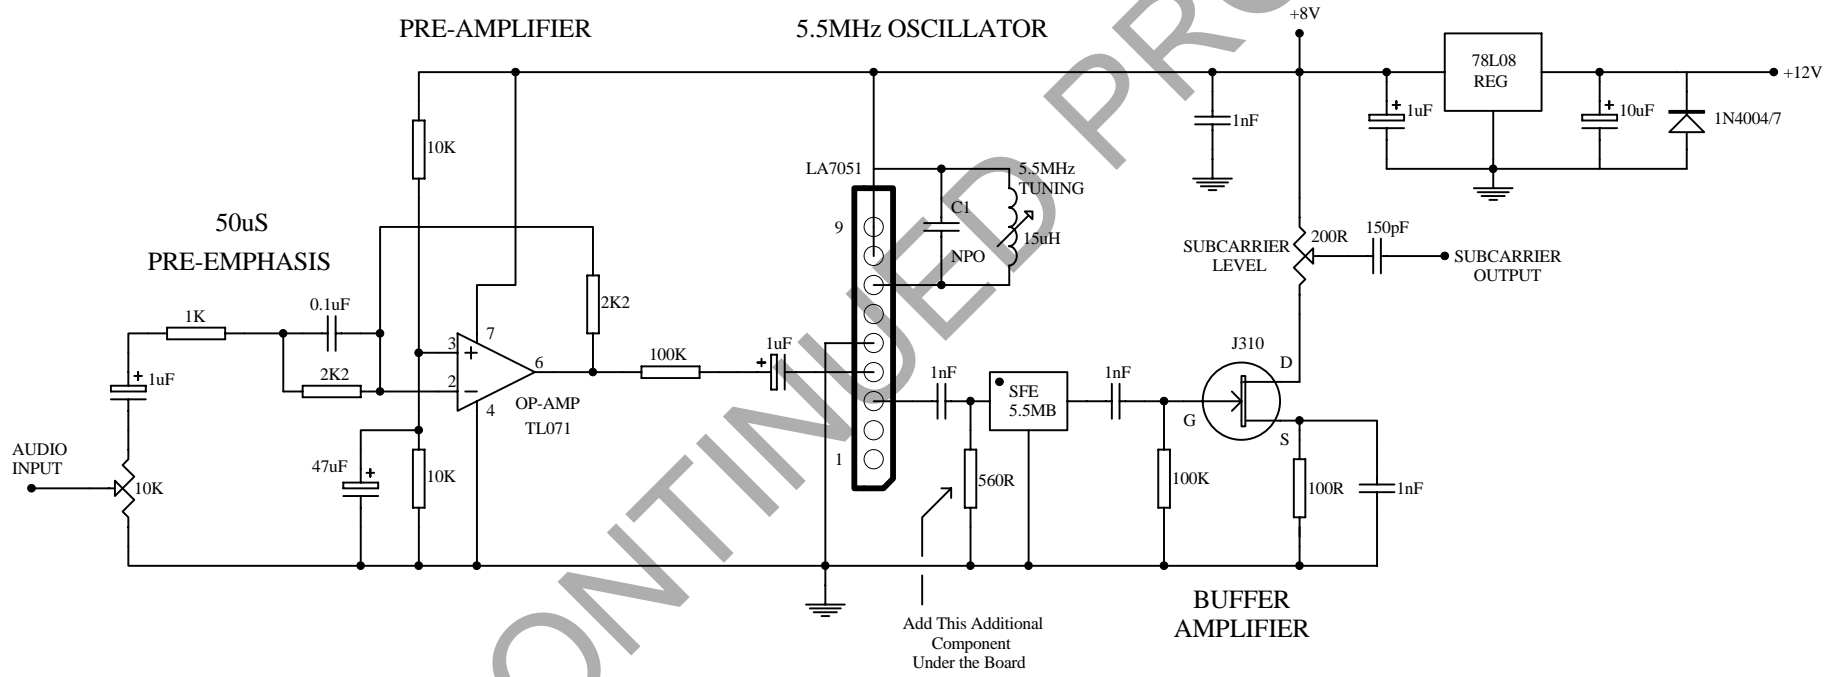 PRE-AMPLIFIER
5.5MHz OSCILLATOR
+8V
78L08
REG
+12V
1uF
+
10uF
+
1N4004/7
1nF
10K
LA7051
5.5MHz
TUNING
C1
15uH
NPO
9
1
50uS
PRE-EMPHASIS
SUBCARRIER
LEVEL
200R
150pF
SUBCARRIER
OUTPUT
1K
0.1uF
2K2
2K2
1uF
+
3
+
2
−
7
6
4
OP-AMP
TL071
100K
1uF
+
1nF
SFE
5.5MB
1nF
J310
D
G
S
AUDIO
INPUT
10K
47uF
+
10K
560R
100K
100R
1nF
Add This Additional
Component
Under the Board
BUFFER
AMPLIFIER
ONTINUED PRO